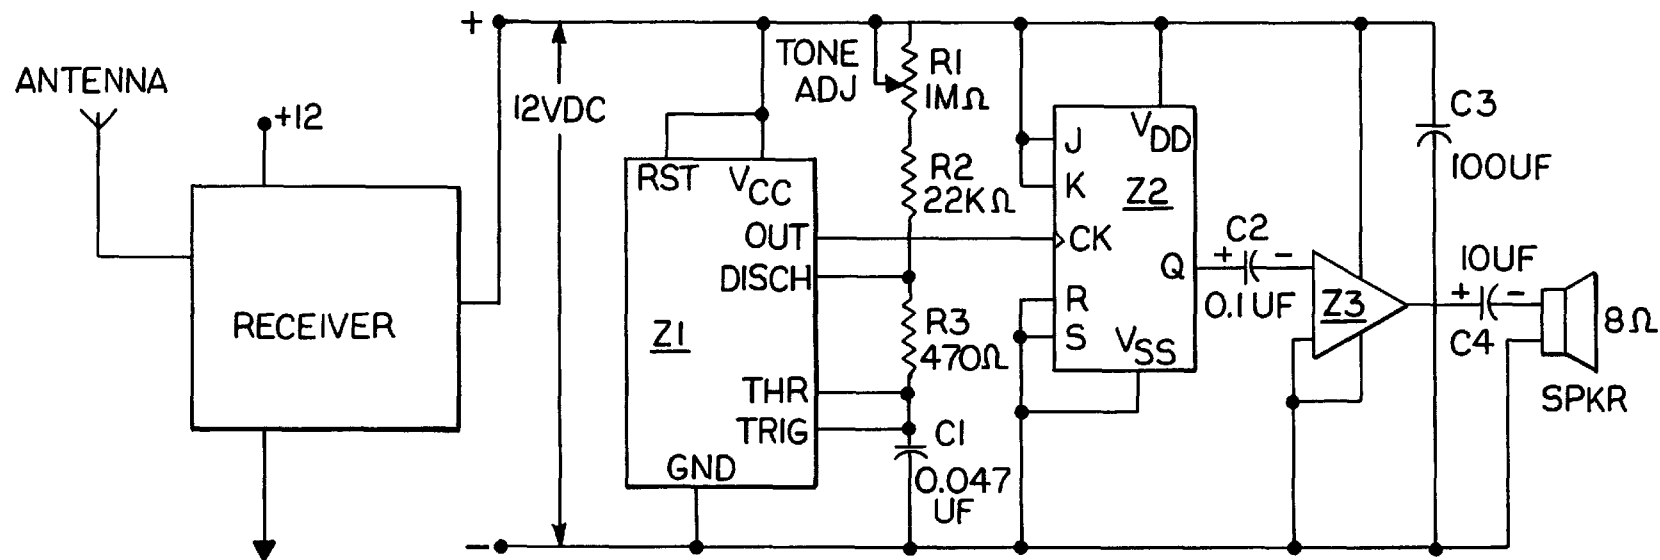 ANTENNA
+12
RECEIVER
+
12VDC
−
TONE
ADJ
R1
1MΩ
R2
22KΩ
RST
VCC
OUT
DISCH
Z1
THR
TRIG
GND
R3
470Ω
C1
0.047
UF
J
VDD
K
Z2
CK
Q
R
S
VSS
C2
+ −
0.1UF
Z3
C3
100UF
10UF
+ −
C4
8Ω
SPKR